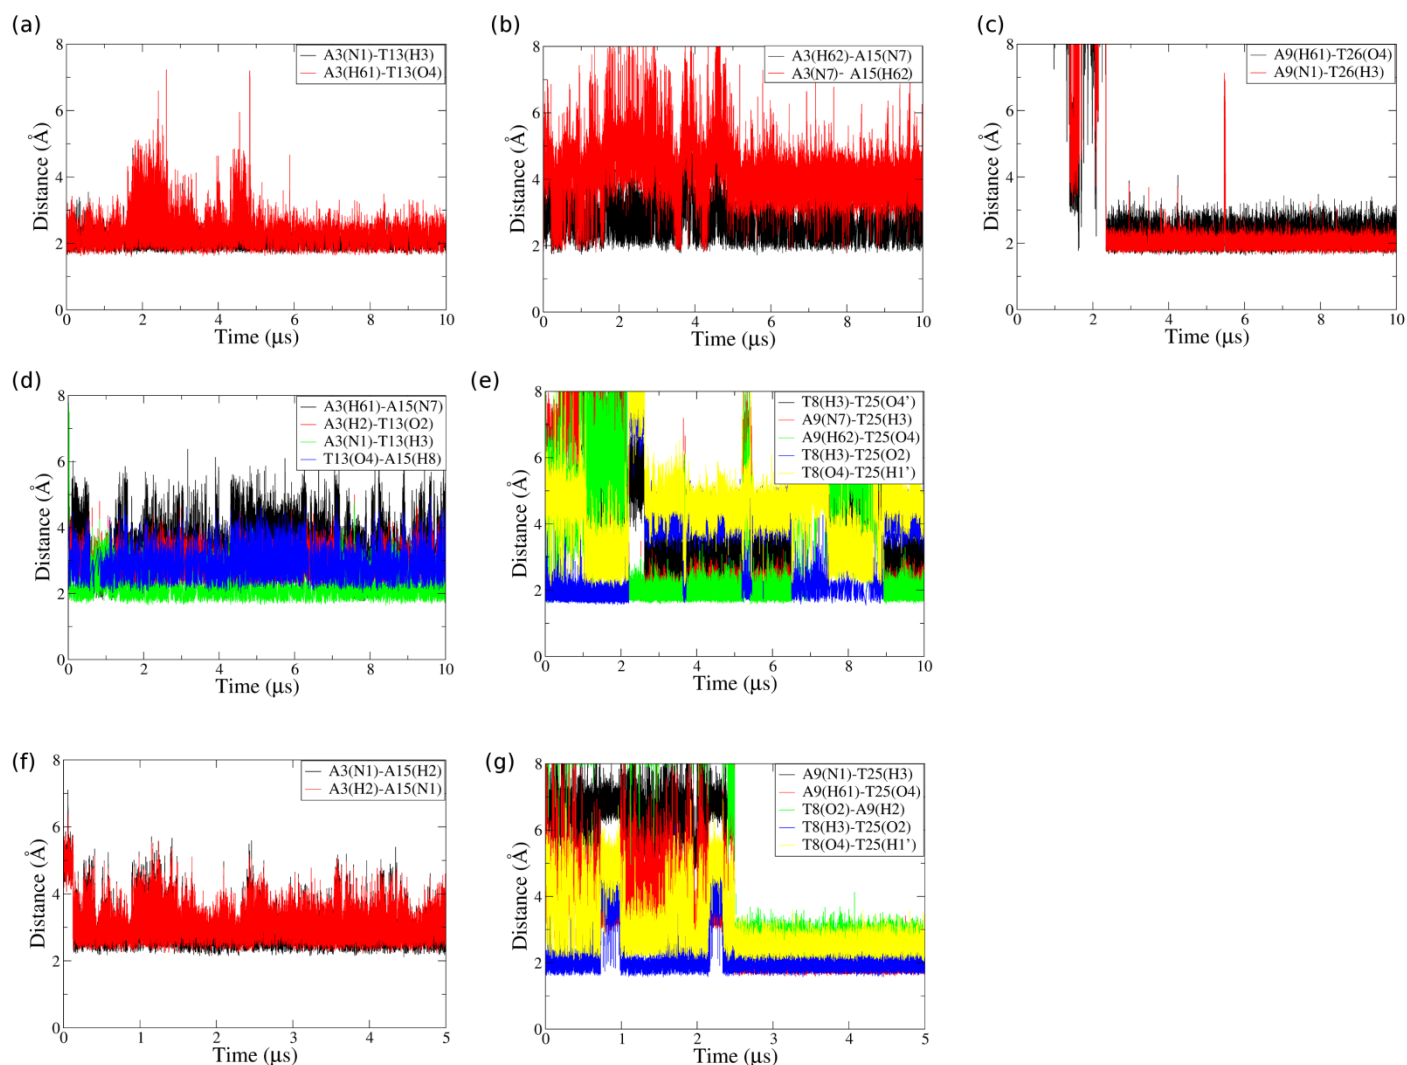 (a)
A3(N1)-T13(H3)
A3(H61)-T13(O4)
Distance (Å)
8
6
4
2
0
0 2 4 6 8 10
Time (μs)
(b)
A3(H62)-A15(N7)
A3(N7)- A15(H62)
Distance (Å)
8
6
4
2
0
0 2 4 6 8 10
Time (μs)
(c)
A9(H61)-T26(O4)
A9(N1)-T26(H3)
Distance (Å)
8
6
4
2
0
0 2 4 6 8 10
Time (μs)
(d)
A3(H61)-A15(N7)
A3(H2)-T13(O2)
A3(N1)-T13(H3)
T13(O4)-A15(H8)
Distance (Å)
8
6
4
2
0
0 2 4 6 8 10
Time (μs)
(e)
T8(H3)-T25(O4’)
A9(N7)-T25(H3)
A9(H62)-T25(O4)
T8(H3)-T25(O2)
T8(O4)-T25(H1’)
Distance (Å)
8
6
4
2
0
0 2 4 6 8 10
Time (μs)
(f)
A3(N1)-A15(H2)
A3(H2)-A15(N1)
Distance (Å)
8
6
4
2
0
0 1 2 3 4 5
Time (μs)
(g)
A9(N1)-T25(H3)
A9(H61)-T25(O4)
T8(O2)-A9(H2)
T8(H3)-T25(O2)
T8(O4)-T25(H1’)
Distance (Å)
8
6
4
2
0
0 1 2 3 4 5
Time (μs)